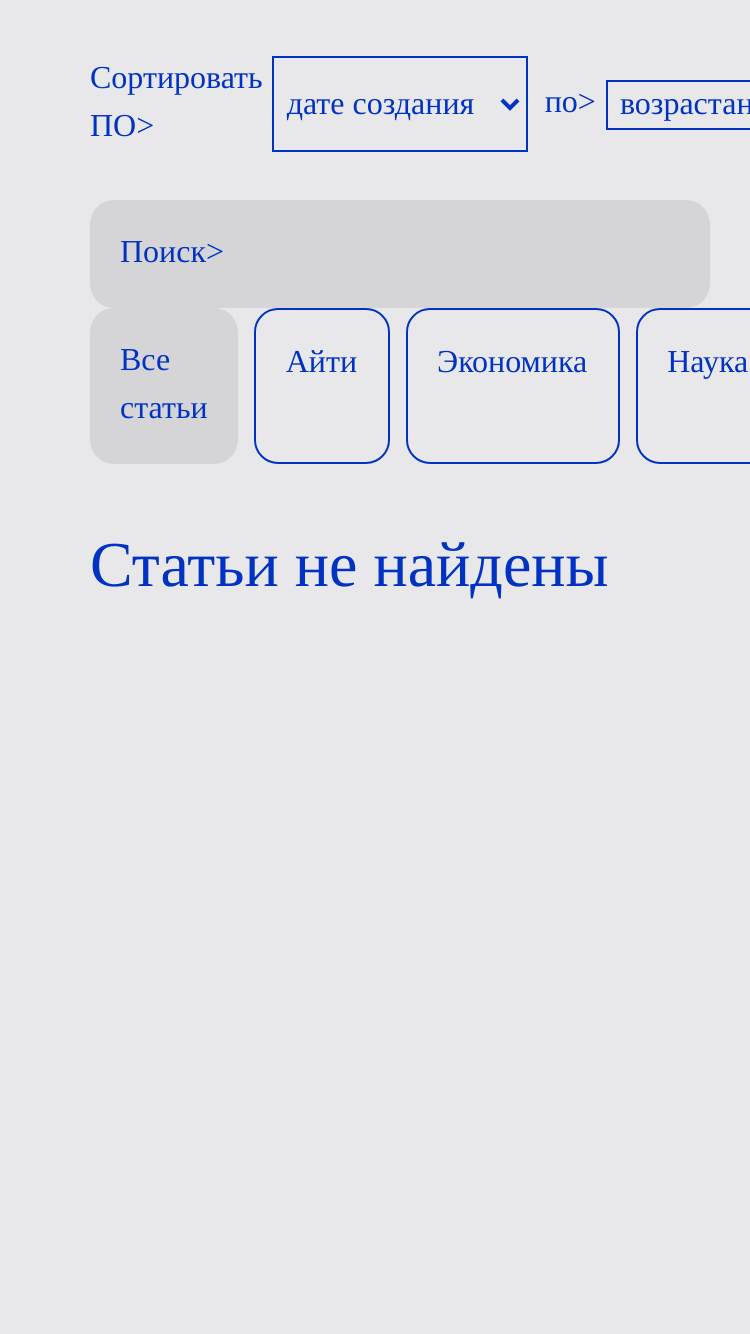 Сортировать
ПО>
дате создания
по>
возрастан
Поиск>
Все
статьи
Айти
Экономика
Наука
Статьи не найдены